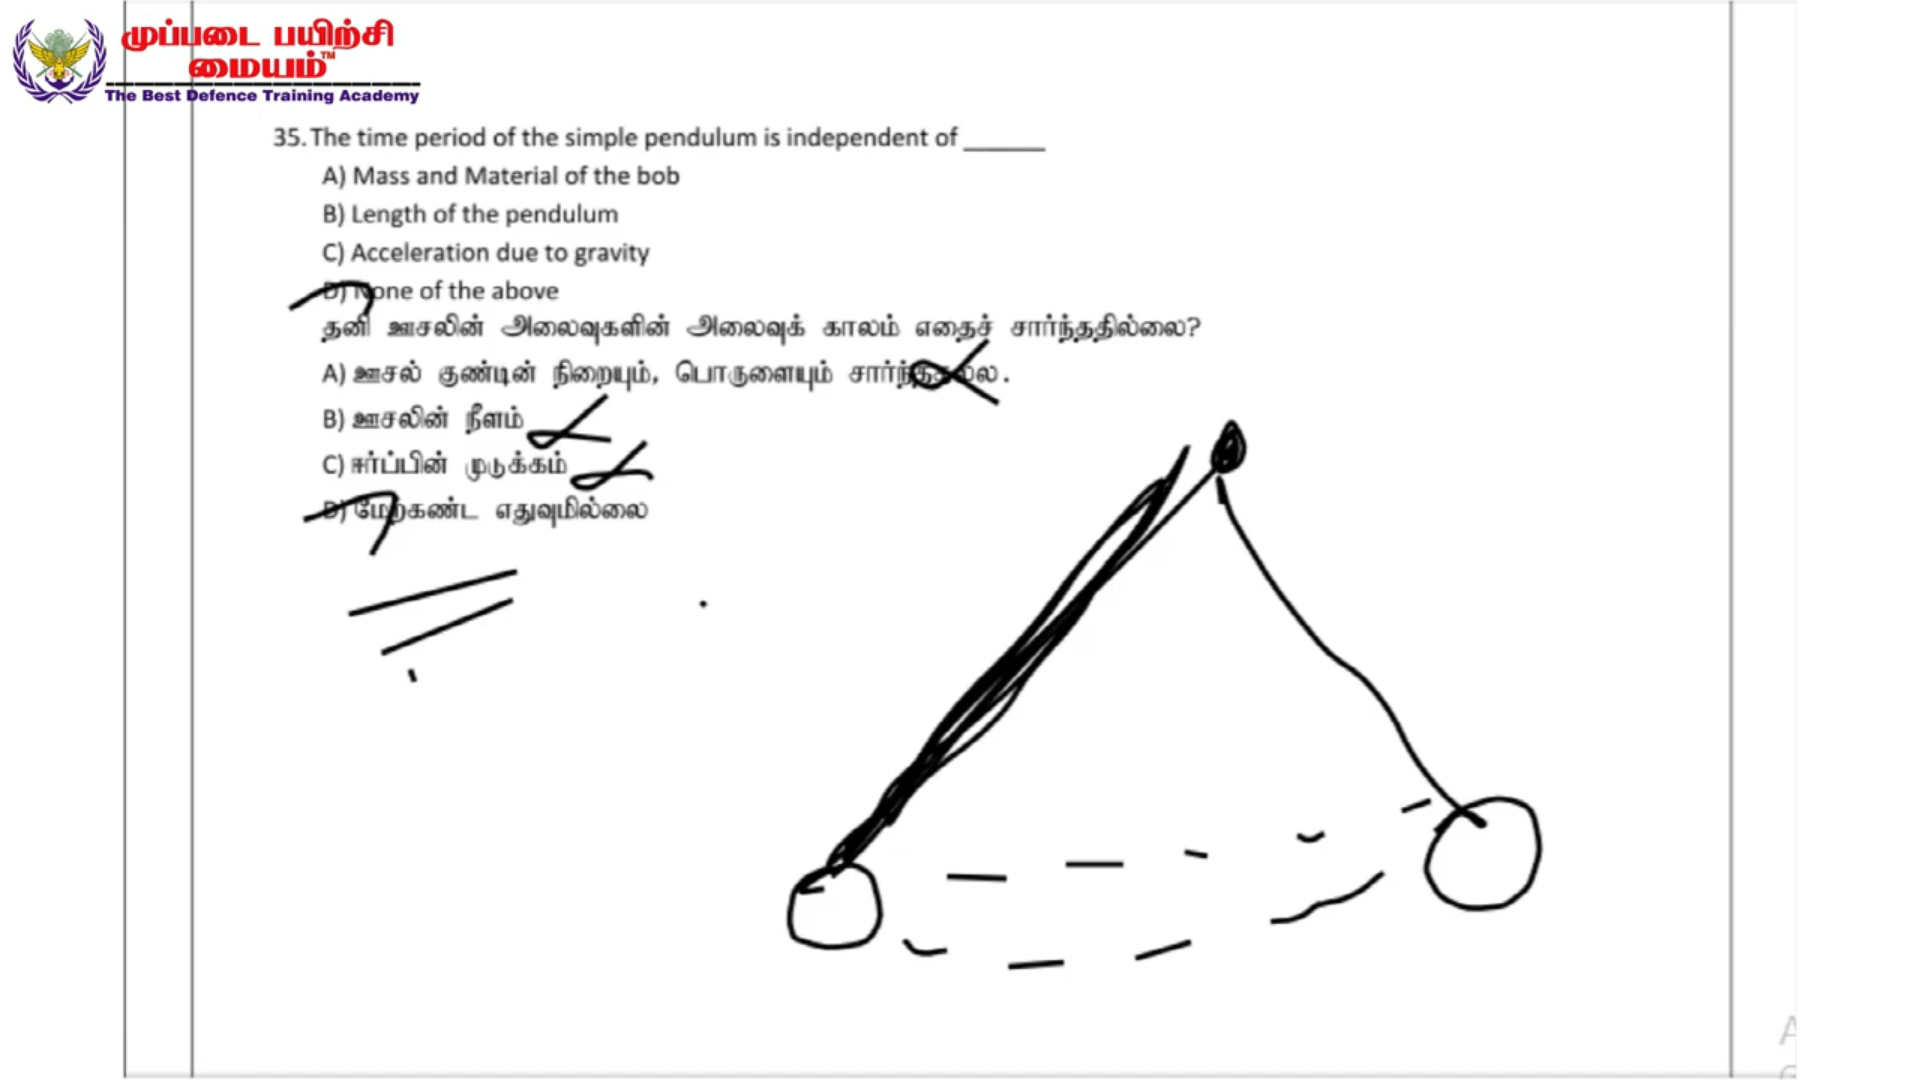 முப்படை பயிற்சி
மையம்™
The Best Defence Training Academy
35. The time period of the simple pendulum is independent of ______
A) Mass and Material of the bob
B) Length of the pendulum
C) Acceleration due to gravity
D) None of the above
தனி ஊசலின் அலைவுகளின் அலைவுக் காலம் எதைச் சார்ந்ததில்லை?
A) ஊசல் குண்டின் நிறையும், பொருளையும் சார்ந்ததல்ல.
B) ஊசலின் நீளம்
C) ஈர்ப்பின் முடுக்கம்
D) மேற்கண்ட எதுவுமில்லை